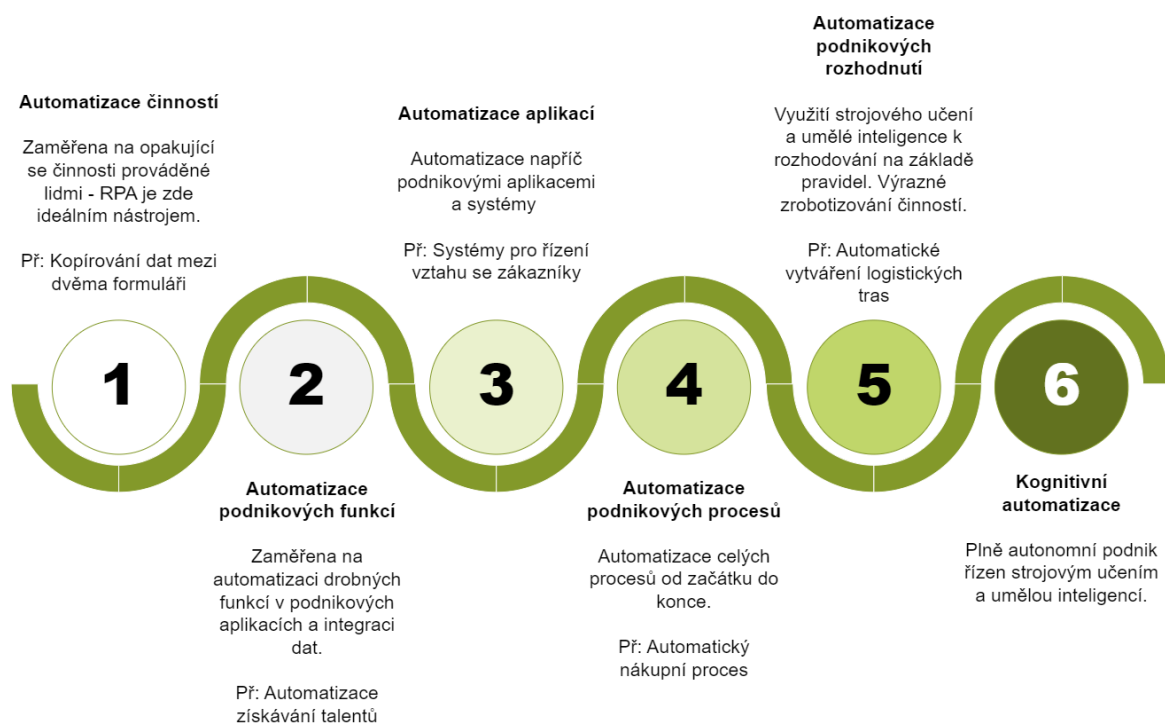 Automatizace činností
Zaměřena na opakující
se činnosti prováděné
lidmi - RPA je zde
ideálním nástrojem.
Př: Kopírování dat mezi
dvěma formuláři
1
2
Automatizace
podnikových funkcí
Zaměřena na
automatizaci drobných
funkcí v podnikových
aplikacích a integraci
dat.
Př: Automatizace
získávání talentů
Automatizace aplikací
Automatizace napříč
podnikovými aplikacemi
a systémy
Př: Systémy pro řízení
vztahu se zákazníky
3
4
Automatizace
podnikových procesů
Automatizace celých
procesů od začátku do
konce.
Př: Automatický
nákupní proces
Automatizace
podnikových
rozhodnutí
Využití strojového učení
a umělé inteligence k
rozhodování na základě
pravidel. Výrazné
zrobotizování činností.
Př: Automatické
vytváření logistických
tras
5
6
Kognitivní
automatizace
Plně autonomní podnik
řízen strojovým učením
a umělou inteligencí.